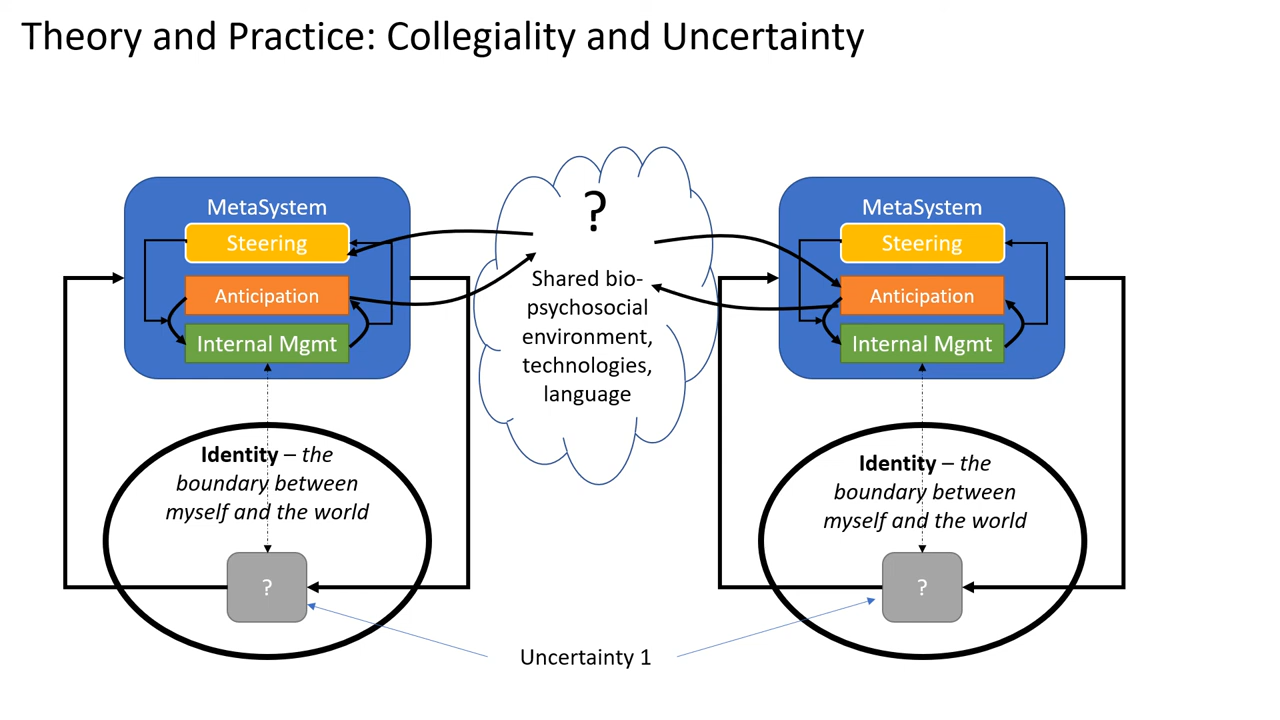 Theory and Practice: Collegiality and Uncertainty
MetaSystem
Steering
Anticipation
Internal Mgmt
Identity – the
boundary between
myself and the world
?
?
Shared bio-
psychosocial
environment,
technologies,
language
MetaSystem
Steering
Anticipation
Internal Mgmt
Identity – the
boundary between
myself and the world
?
Uncertainty 1